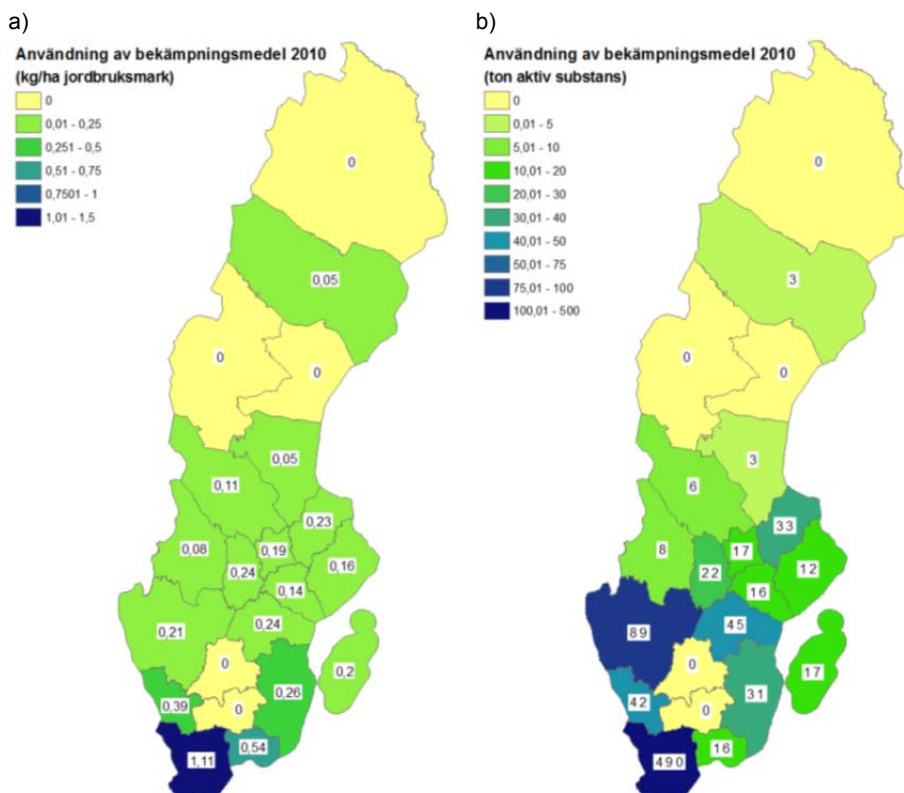 a)
Användning av bekämpningsmedel 2010
(kg/ha jordbruksmark)
0
0,01 - 0,25
0,251 - 0,5
0,51 - 0,75
0,7501 - 1
1,01 - 1,5
0
0,05
0
0
0,05
0,11
0,23
0,08
0,19
0,24
0,16
0,14
0,21
0,24
0
0,2
0,26
0,39
0
0,54
1,11
b)
Användning av bekämpningsmedel 2010
(ton aktiv substans)
0
0,01 - 5
5,01 - 10
10,01 - 20
20,01 - 30
30,01 - 40
40,01 - 50
50,01 - 75
75,01 - 100
100,01 - 500
0
3
0
0
3
6
33
8
17
22
12
16
89
45
0
17
31
42
0
16
490